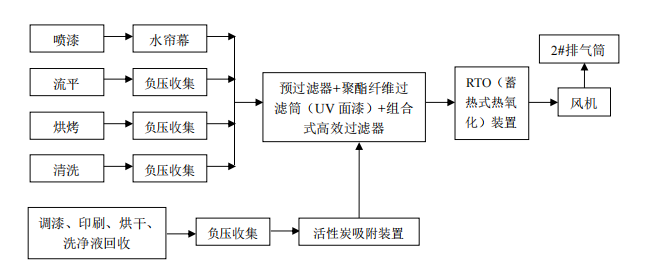 喷漆
水帘幕
流平
负压收集
烘烤
负压收集
清洗
负压收集
预过滤器+聚酯纤维过
滤筒（UV 面漆）+组合
式高效过滤器
RTO（蓄
热式热氧
化）装置
2#排气筒
风机
调漆、印刷、烘干、
洗净液回收
负压收集
活性炭吸附装置